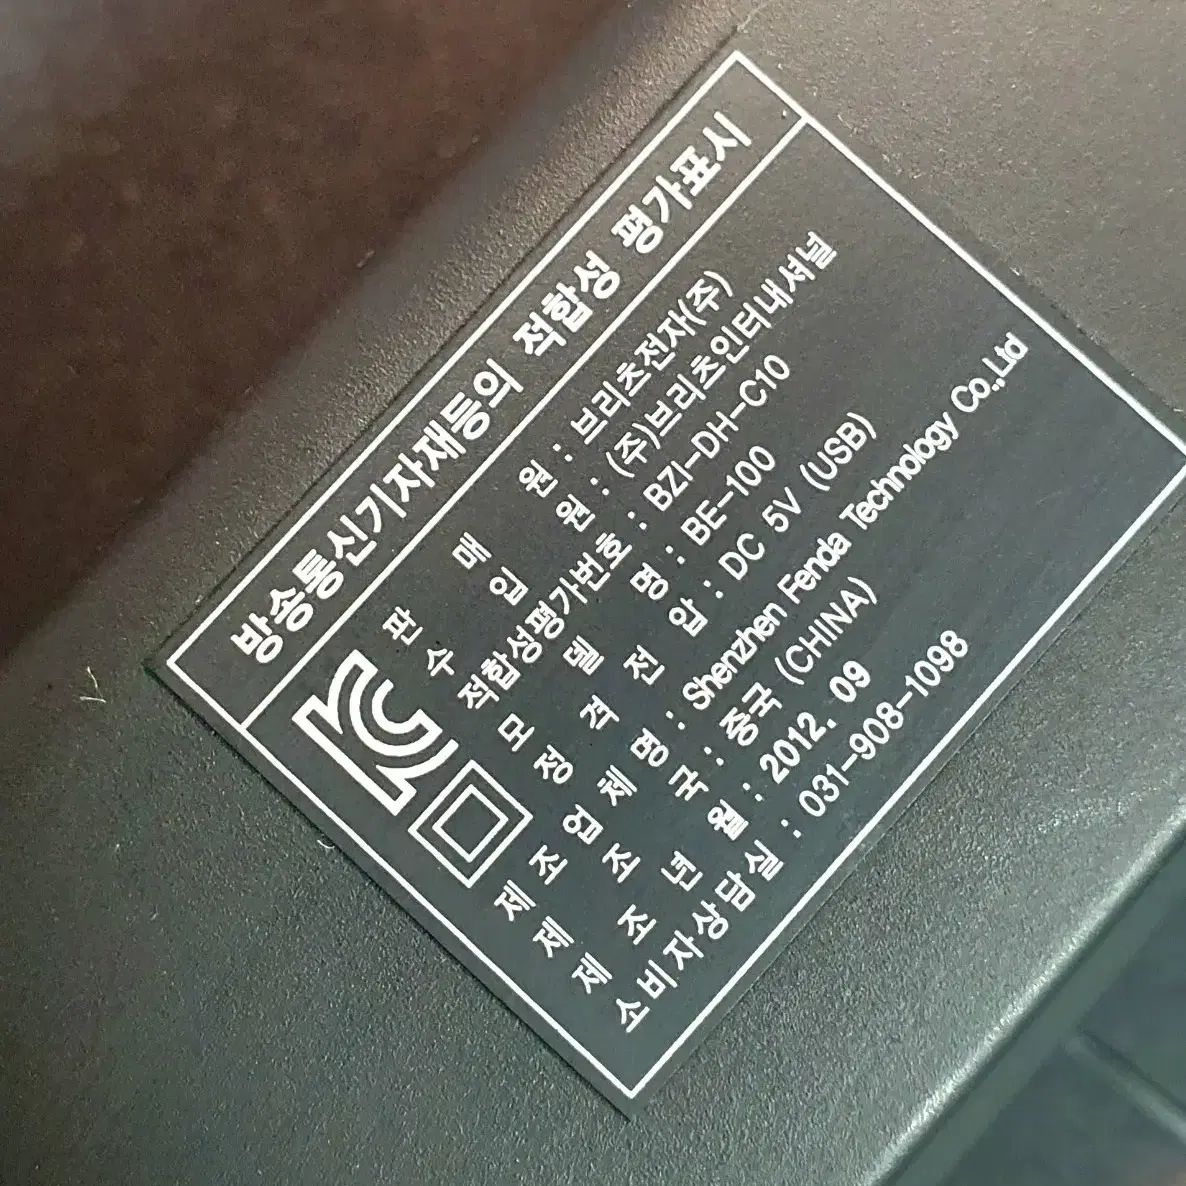 방송통신기자재등의 적합성 평가표시
판매원 : 브리츠전자(주)
수입원 : (주)브리츠인터내셔널
적합성평가번호 : BZI-DH-C10
모델명 : BE-100
정격전압 : DC 5V (USB)
제조업체명 : Shenzhen Fenda Technology Co.,Ltd
제조국 : 중국 (CHINA)
제조년월 : 2012. 09
소비자상담실 : 031-908-1098